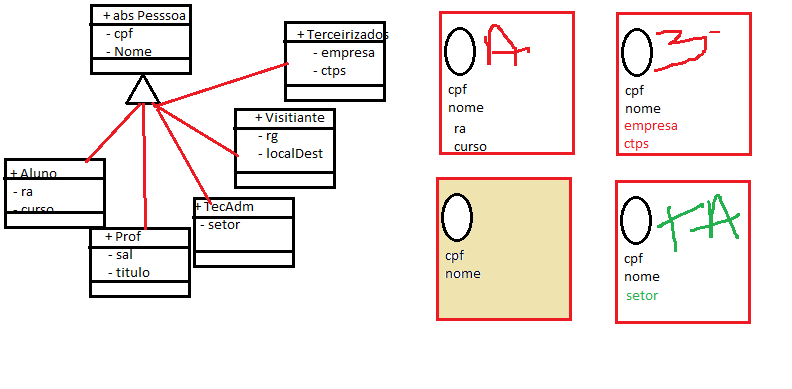 + abs Pesssoa
- cpf
- Nome
+ Terceirizados
- empresa
- ctps
+ Visitiante
- rg
- localDest
+ Aluno
- ra
- curso
+TecAdm
- setor
+ Prof
- sal
- titulo
A
cpf
nome
ra
curso
cpf
nome
empresa
ctps
cpf
nome
TA
cpf
nome
setor